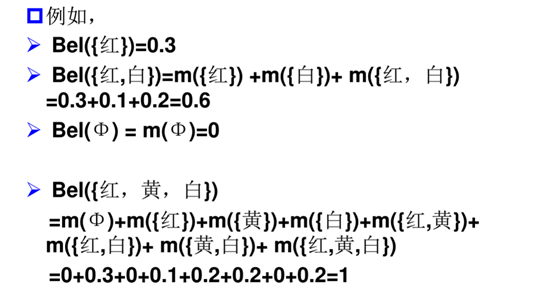 例如，
Bel({红})=0.3
Bel({红,白})=m({红}) +m({白})+ m({红，白})
=0.3+0.1+0.2=0.6
Bel(Φ) = m(Φ)=0
Bel({红，黄，白})
=m(Φ)+m({红})+m({黄})+m({白})+m({红,黄})+
m({红,白})+ m({黄,白})+ m({红,黄,白})
=0+0.3+0+0.1+0.2+0.2+0+0.2=1